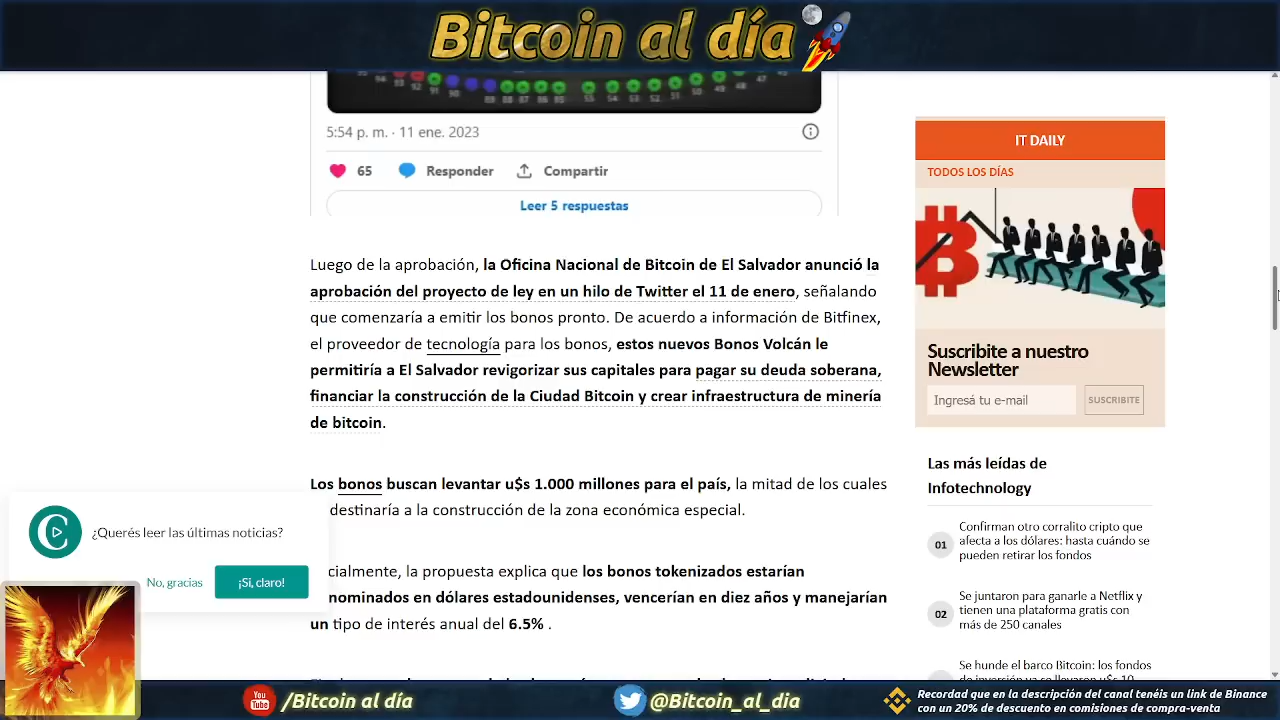 Bitcoin al día
5:54 p. m. · 11 ene. 2023
65 Responder Compartir
Leer 5 respuestas
Luego de la aprobación, la Oficina Nacional de Bitcoin de El Salvador anunció la
aprobación del proyecto de ley en un hilo de Twitter el 11 de enero, señalando
que comenzaría a emitir los bonos pronto. De acuerdo a información de Bitfinex,
el proveedor de tecnología para los bonos, estos nuevos Bonos Volcán le
permitiría a El Salvador revigorizar sus capitales para pagar su deuda soberana,
financiar la construcción de la Ciudad Bitcoin y crear infraestructura de minería
de bitcoin.
Los bonos buscan levantar u$s 1.000 millones para el país, la mitad de los cuales
destinaría a la construcción de la zona económica especial.
cialmente, la propuesta explica que los bonos tokenizados estarían
nominados en dólares estadounidenses, vencerían en diez años y manejarían
un tipo de interés anual del 6.5% .
¿Querés leer las últimas noticias?
No, gracias
¡Si, claro!
IT DAILY
TODOS LOS DÍAS
Suscribite a nuestro
Newsletter
Ingresá tu e-mail
SUSCRIBITE
Las más leídas de
Infotechnology
01
Confirman otro corralito cripto que
afecta a los dólares: hasta cuándo se
pueden retirar los fondos
02
Se juntaron para ganarle a Netflix y
tienen una plataforma gratis con
más de 250 canales
Se hunde el barco Bitcoin: los fondos
You Tube /Bitcoin al día
@Bitcoin_al_dia
Recordad que en la descripción del canal tenéis un link de Binance
con un 20% de descuento en comisiones de compra-venta